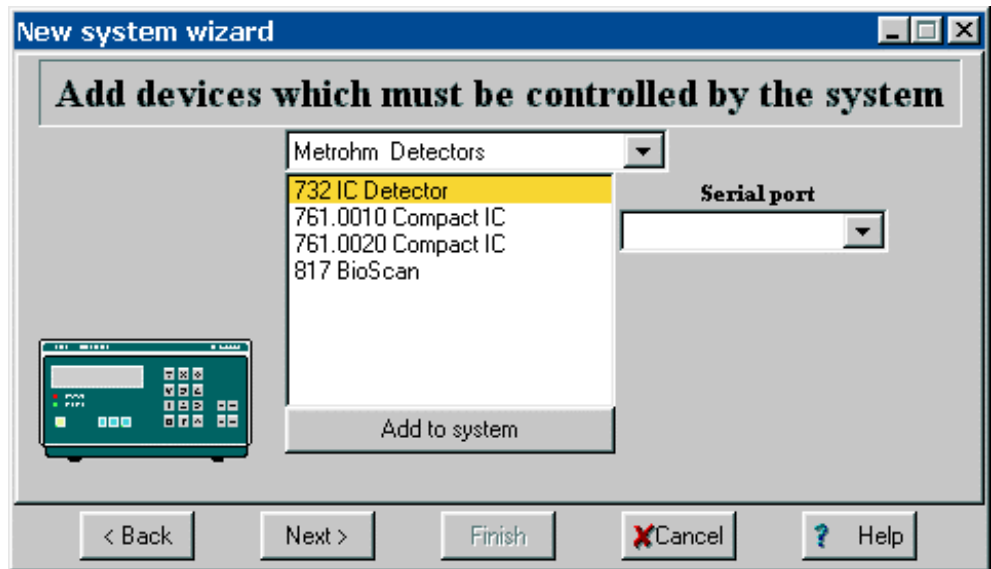 New system wizard
Add devices which must be controlled by the system
Metrohm Detectors
732 IC Detector
Serial port
761.0010 Compact IC
761.0020 Compact IC
817 BioScan
Add to system
< Back
Next >
Finish
Cancel
? Help